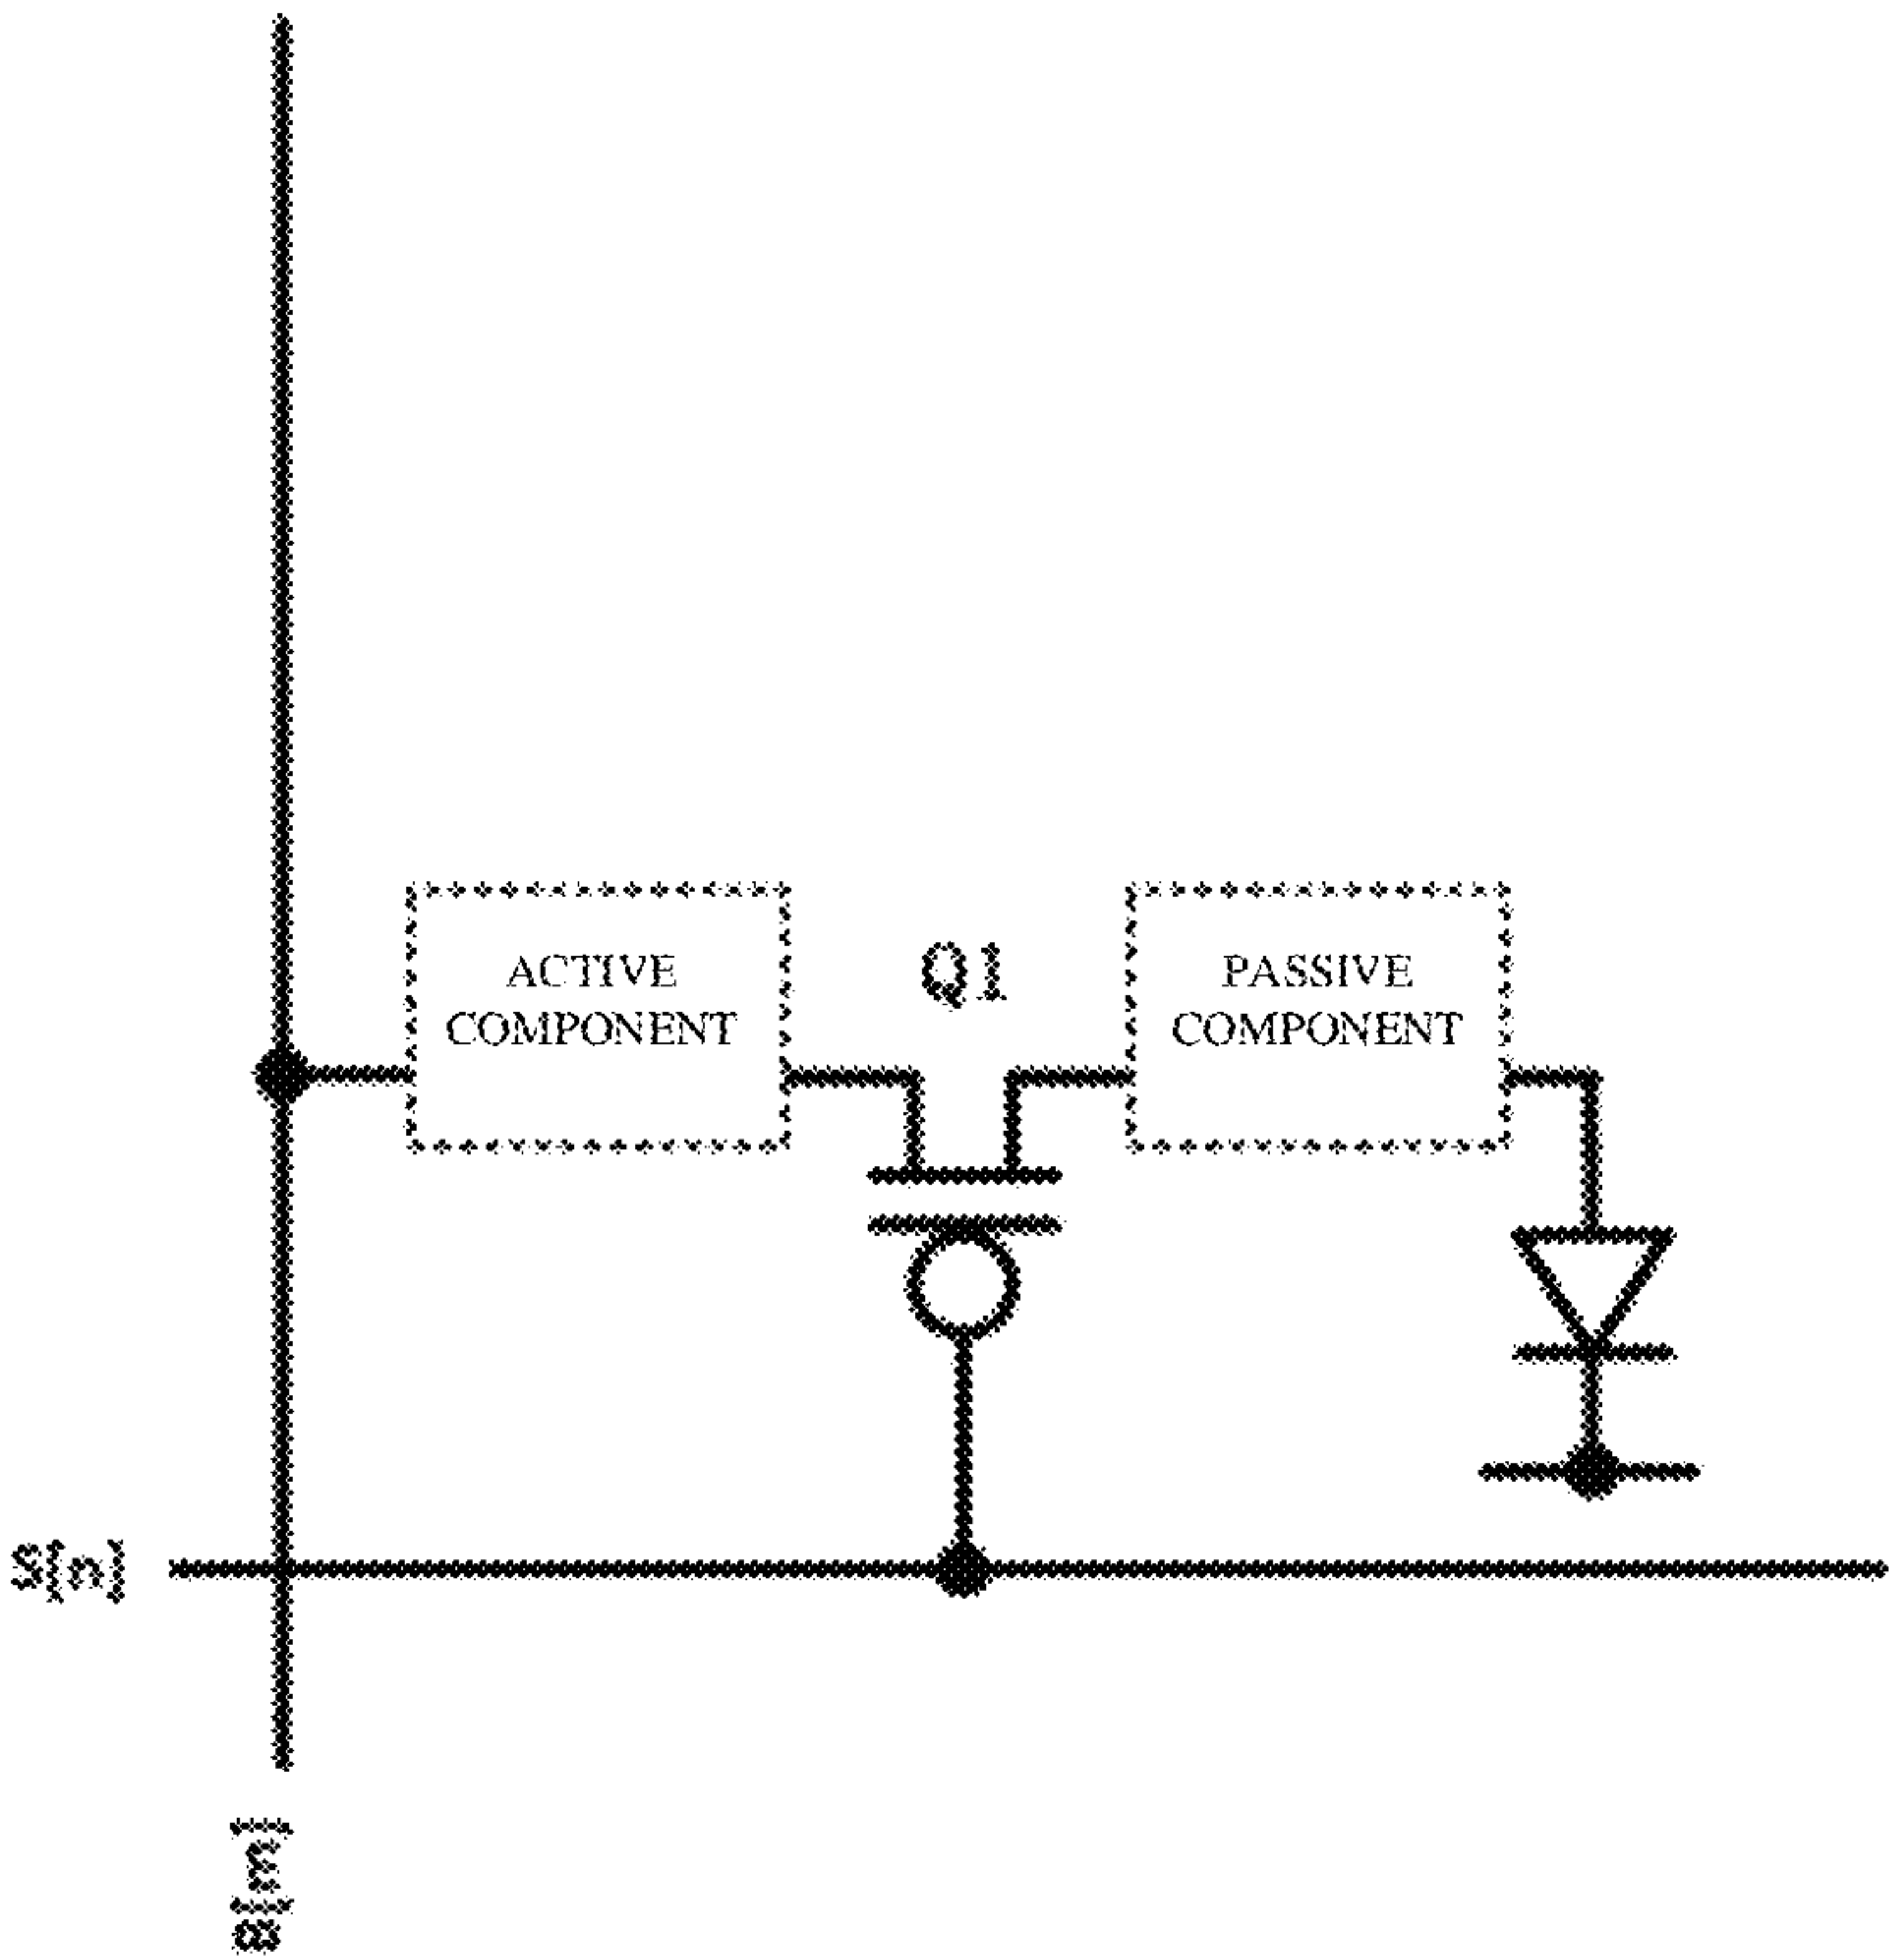 ACTIVE
COMPONENT
Q1
PASSIVE
COMPONENT
S[n]
B[m]